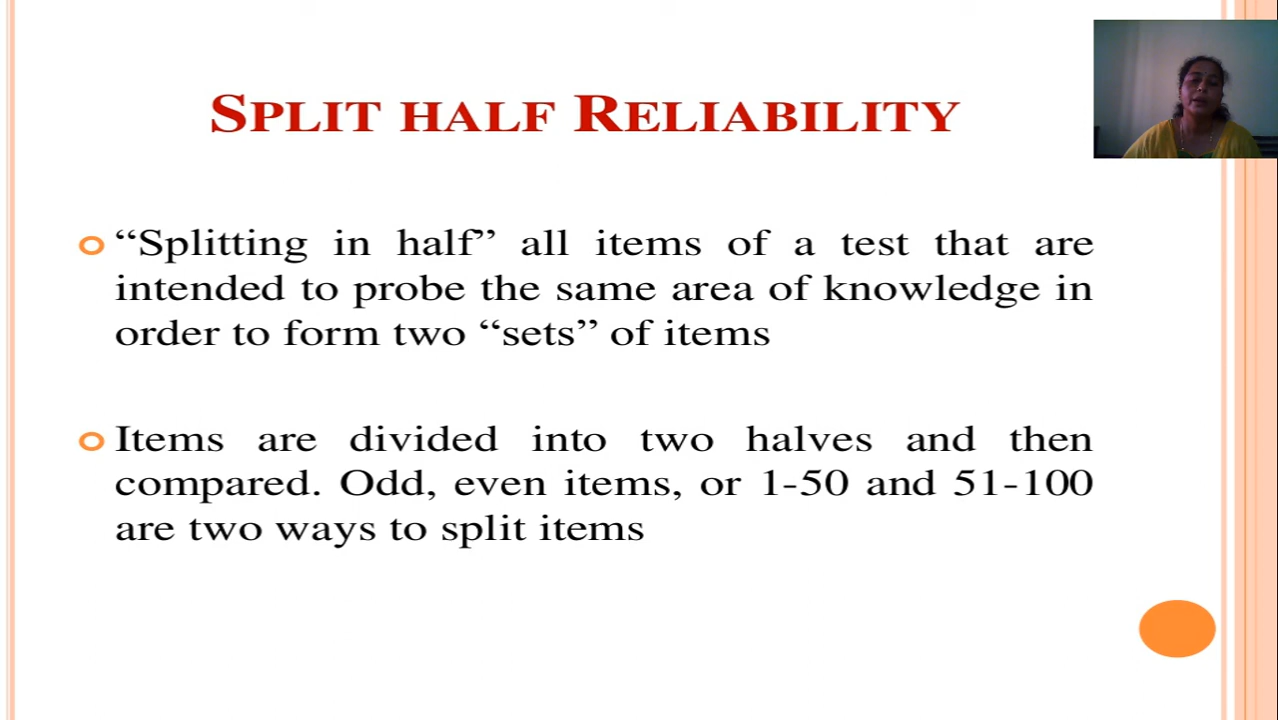 SPLIT HALF RELIABILITY
“Splitting in half” all items of a test that are
intended to probe the same area of knowledge in
order to form two “sets” of items
Items are divided into two halves and then
compared. Odd, even items, or 1-50 and 51-100
are two ways to split items